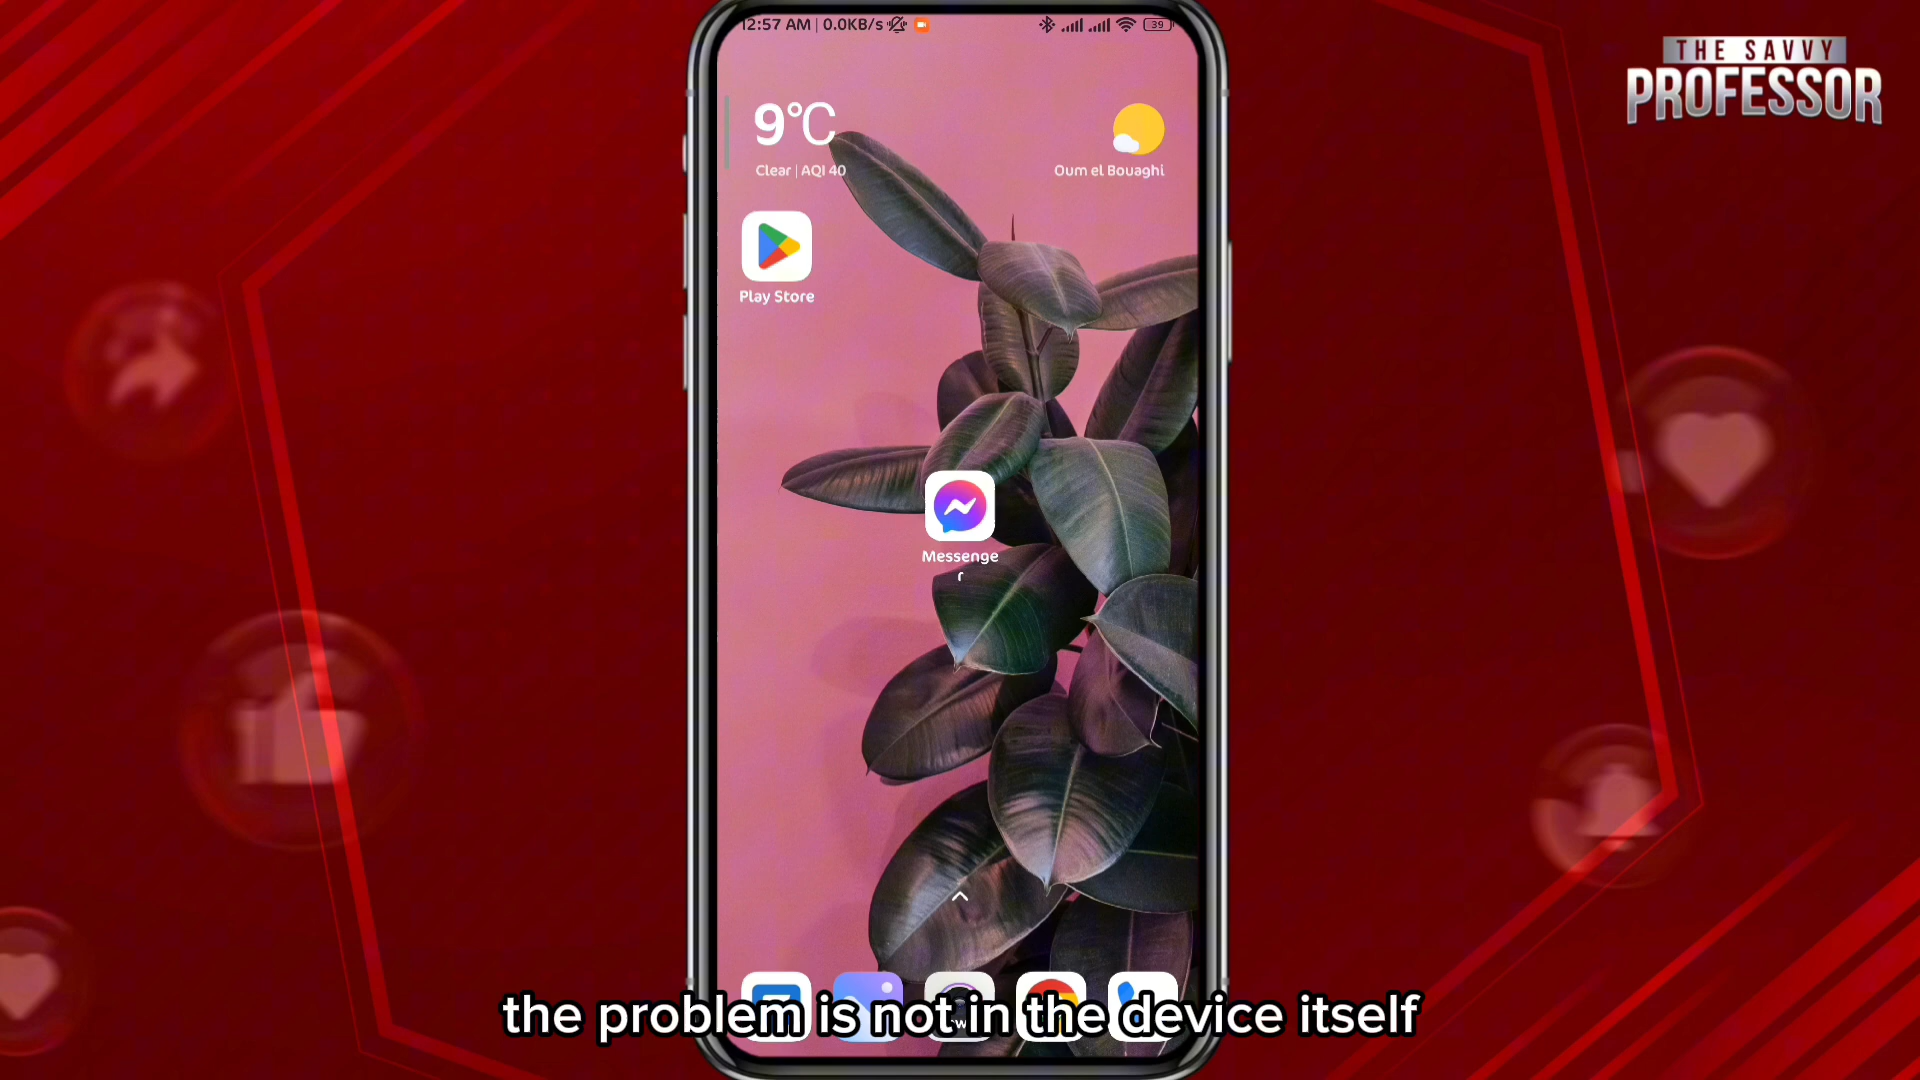 THE SAVVY
PROFESSOR
12:57 AM | 0.0KB/s
39
9°C
Clear | AQI 40
Oum el Bouaghi
Play Store
Messenge
r
the problem is not in the device itself